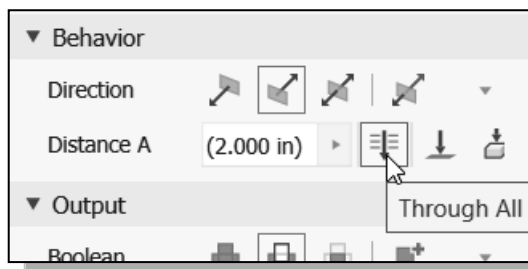 Behavior
Direction
Distance A (2.000 in)
Output
Through All
Boolean